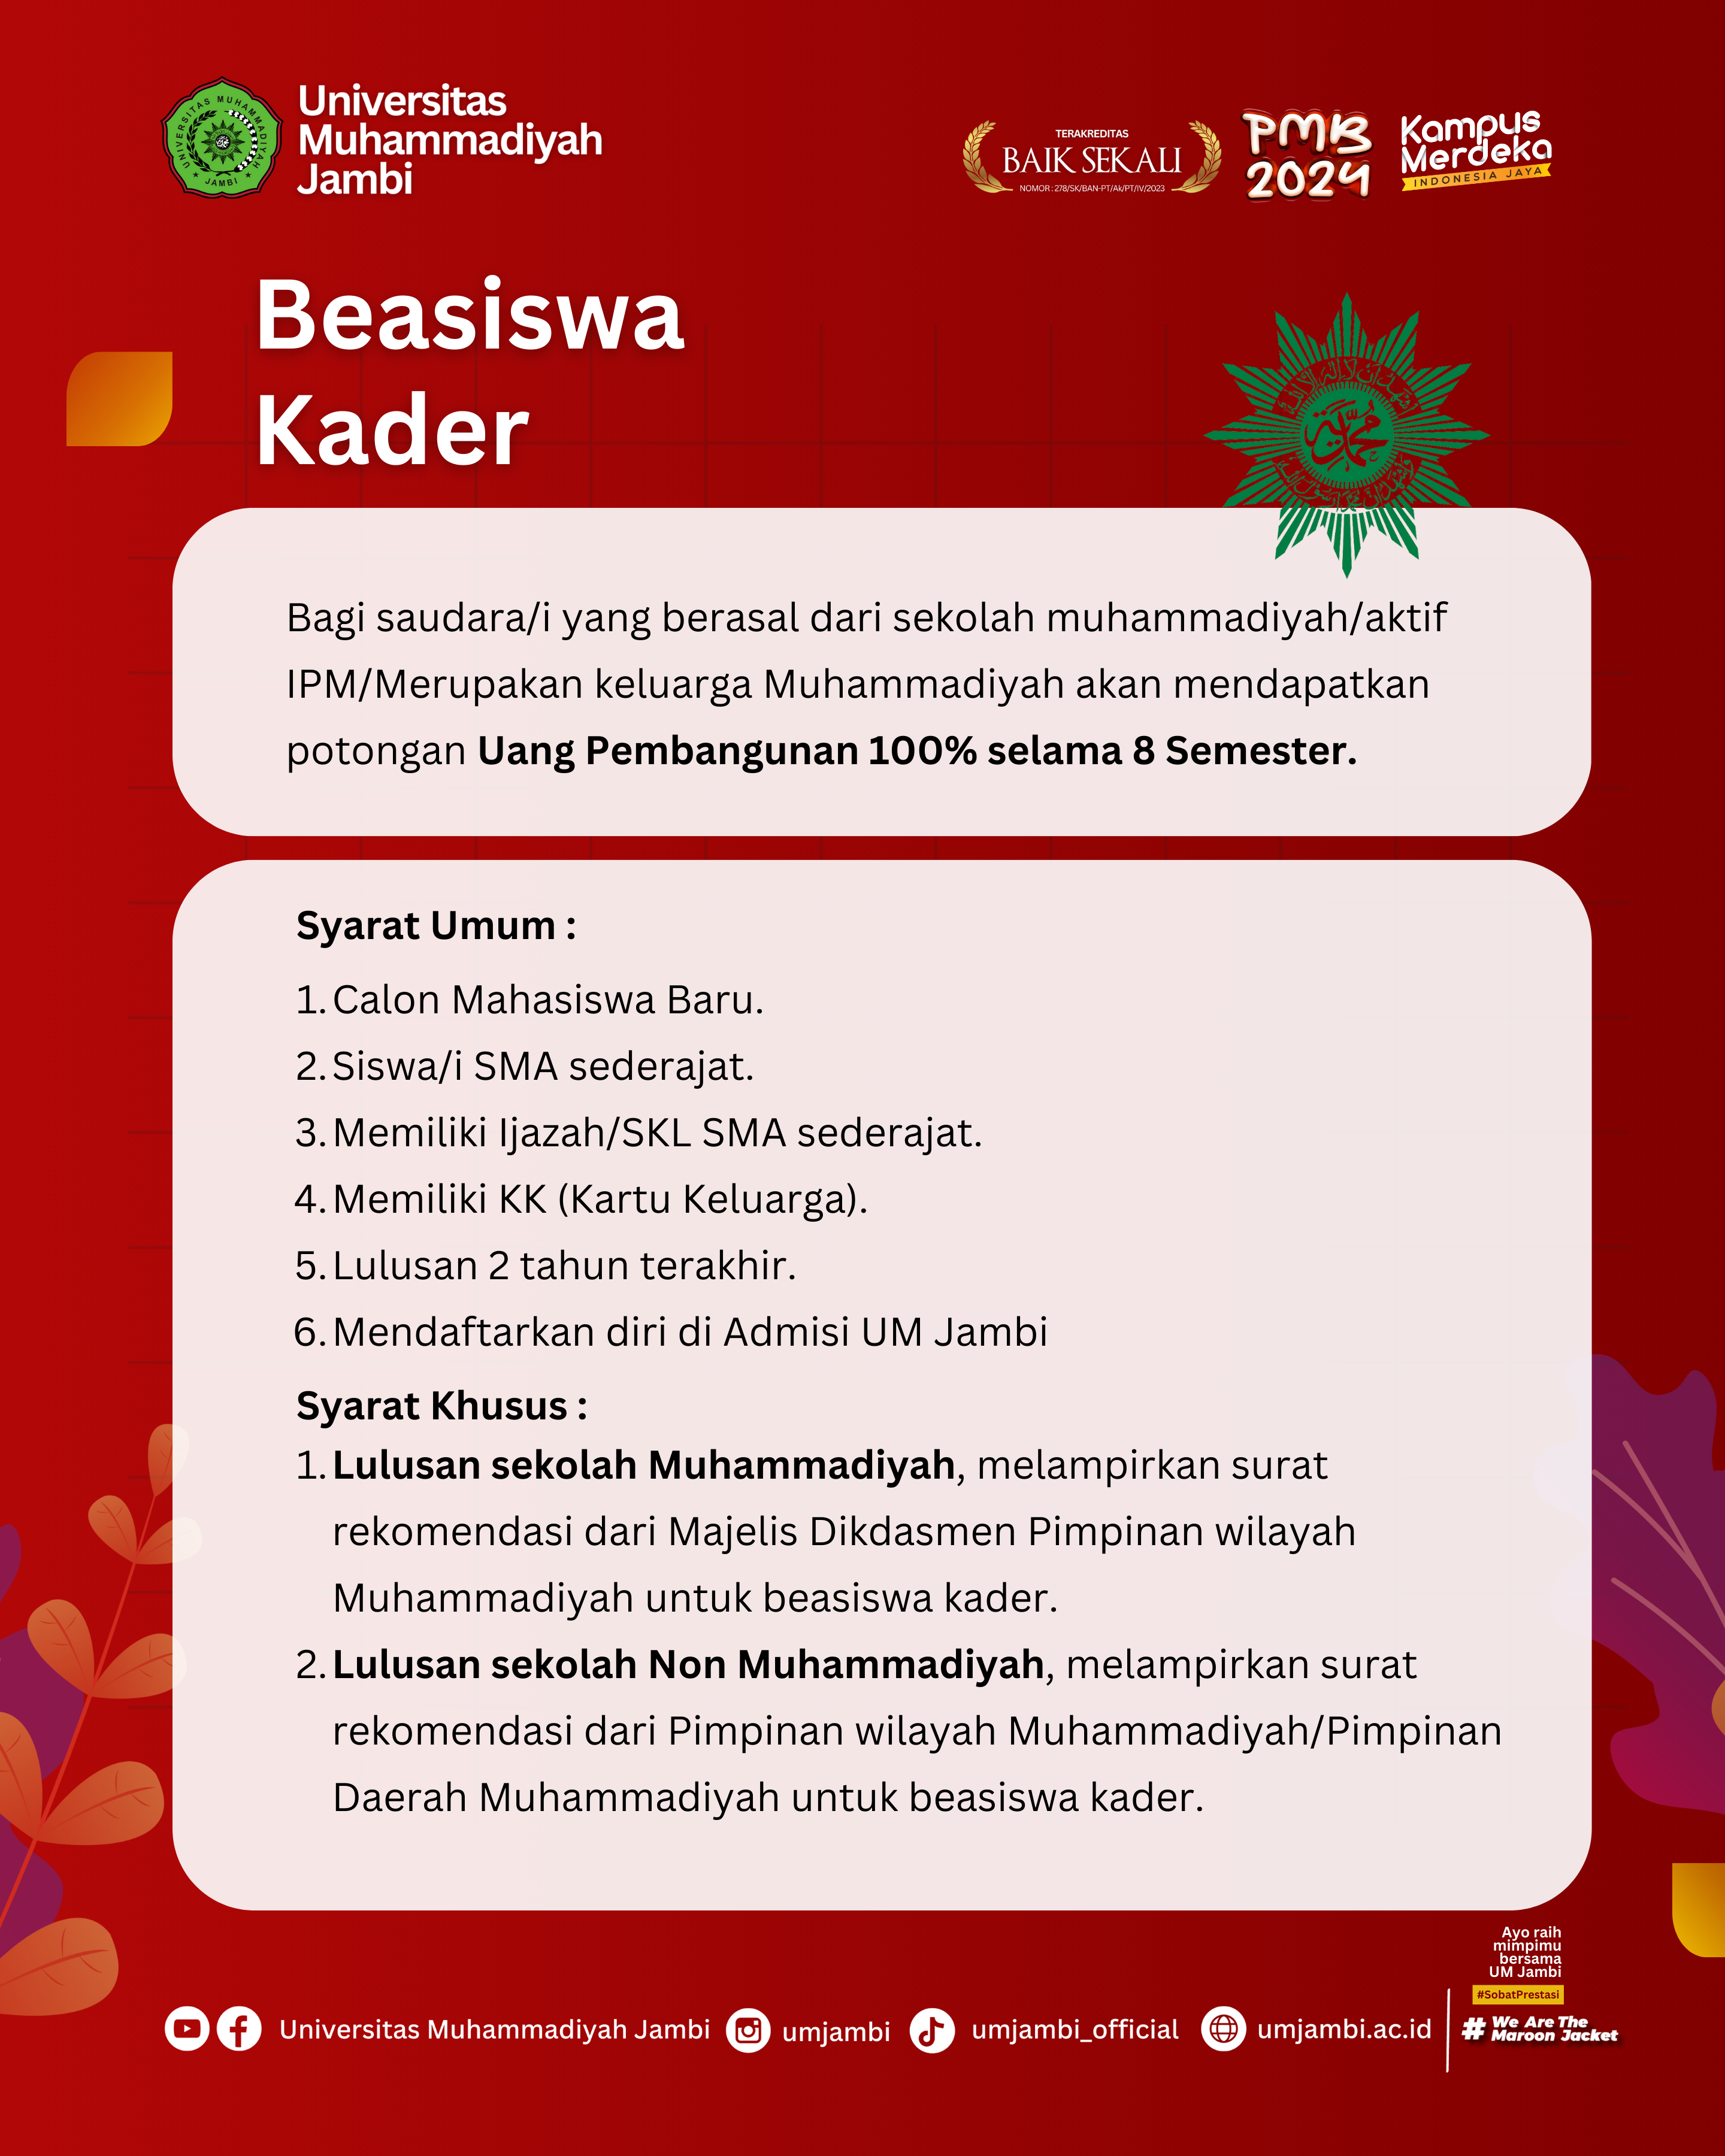 Universitas
Muhammadiyah
Jambi
UNIVERSITAS MUHAMMADIYAH
JAMBI
TERAKREDITAS
BAIK SEKALI
NOMOR : 278/SK/BAN-PT/Ak/PT/IV/2023
PMB
2024
Kampus
Merdeka
INDONESIA JAYA
Beasiswa
Kader
Bagi saudara/i yang berasal dari sekolah muhammadiyah/aktif
IPM/Merupakan keluarga Muhammadiyah akan mendapatkan
potongan Uang Pembangunan 100% selama 8 Semester.
Syarat Umum :
1. Calon Mahasiswa Baru.
2. Siswa/i SMA sederajat.
3. Memiliki Ijazah/SKL SMA sederajat.
4. Memiliki KK (Kartu Keluarga).
5. Lulusan 2 tahun terakhir.
6. Mendaftarkan diri di Admisi UM Jambi
Syarat Khusus :
1. Lulusan sekolah Muhammadiyah, melampirkan surat
rekomendasi dari Majelis Dikdasmen Pimpinan wilayah
Muhammadiyah untuk beasiswa kader.
2. Lulusan sekolah Non Muhammadiyah, melampirkan surat
rekomendasi dari Pimpinan wilayah Muhammadiyah/Pimpinan
Daerah Muhammadiyah untuk beasiswa kader.
Ayo raih
mimpimu
bersama
UM Jambi
#SobatPrestasi
# We Are The
Maroon Jacket
Universitas Muhammadiyah Jambi
umjambi
umjambi_official
umjambi.ac.id